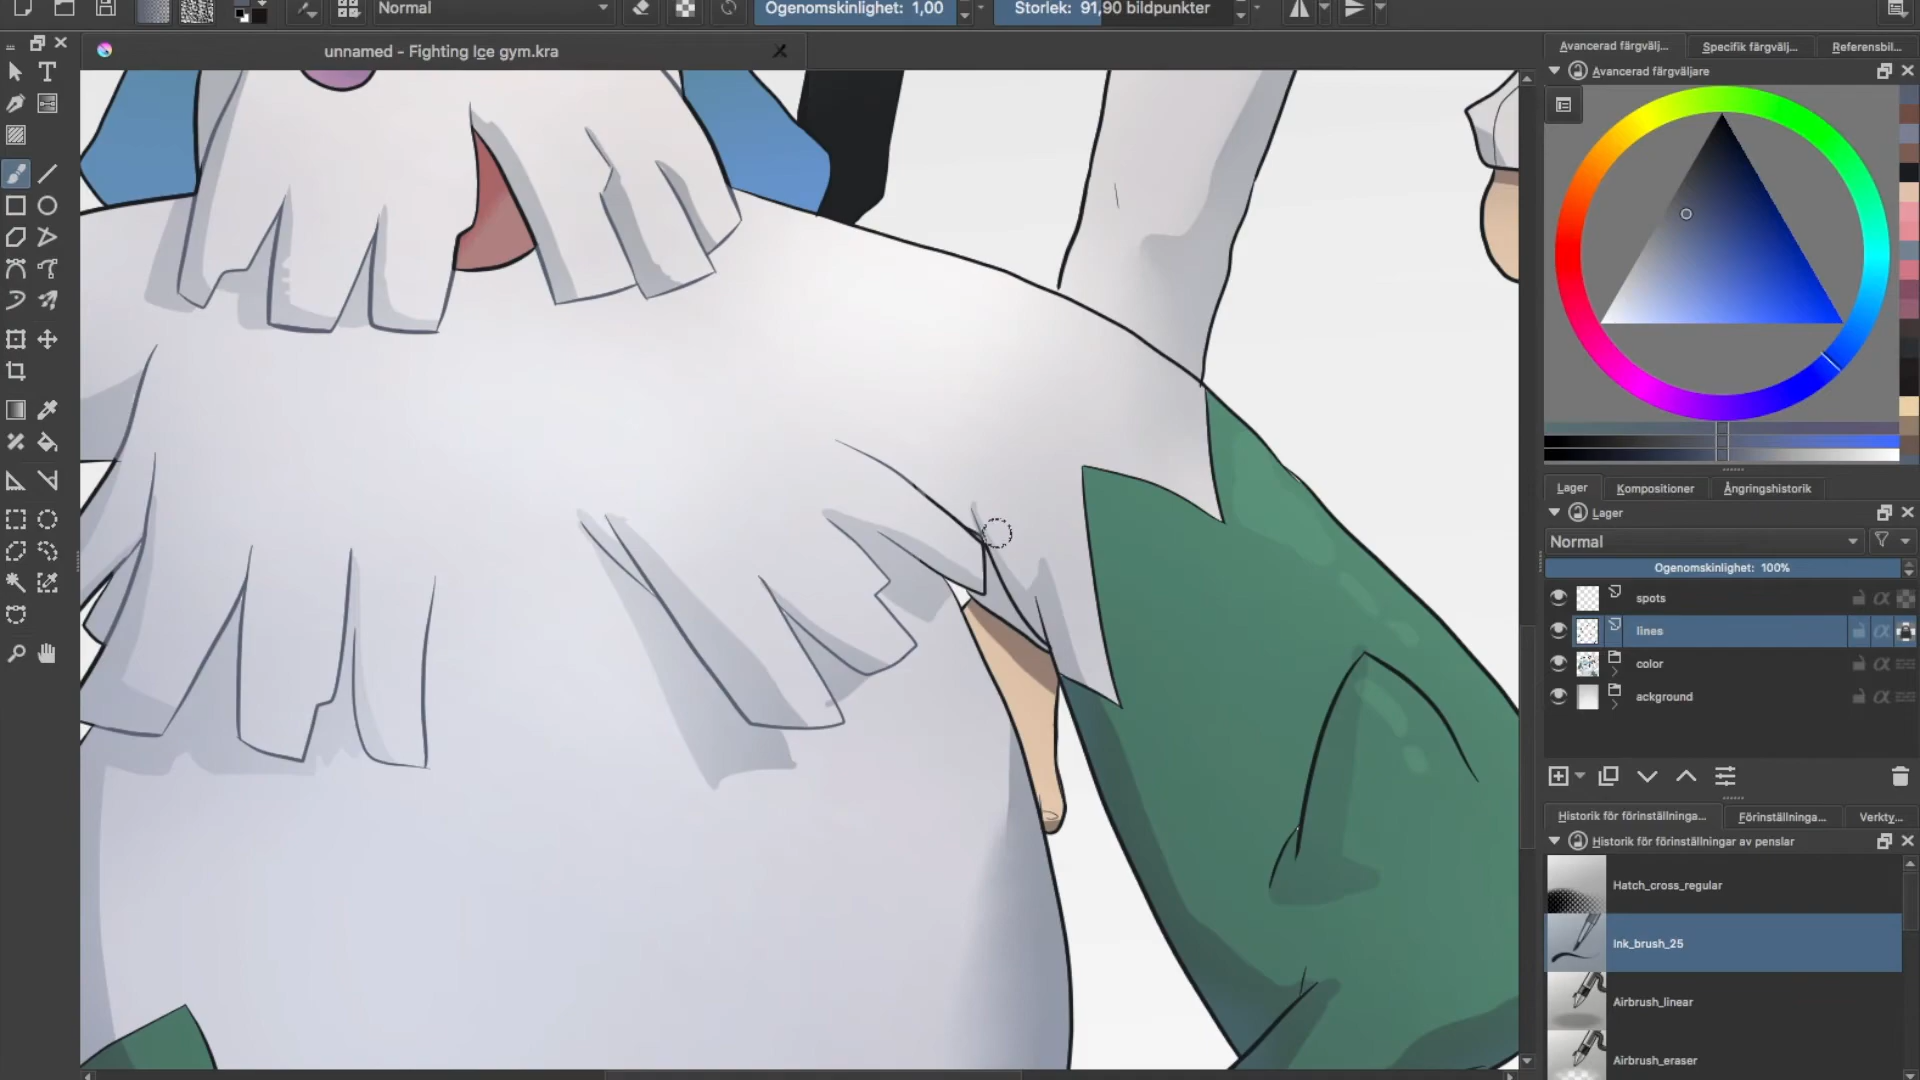 Normal
Ogenomskinlighet: 1,00
Storlek: 91,90 bildpunkter
unnamed - Fighting Ice gym.kra
Avancerad färgvälj...
Specifik färgvälj...
Referensbil...
Avancerad färgväljare
Lager
Kompositioner
Ångringshistorik
Lager
Normal
Ogenomskinlighet: 100%
spots
lines
color
ackground
Historik för förinställninga...
Förinställninga...
Verkty...
Historik för förinställningar av penslar
Hatch_cross_regular
Ink_brush_25
Airbrush_linear
Airbrush_eraser